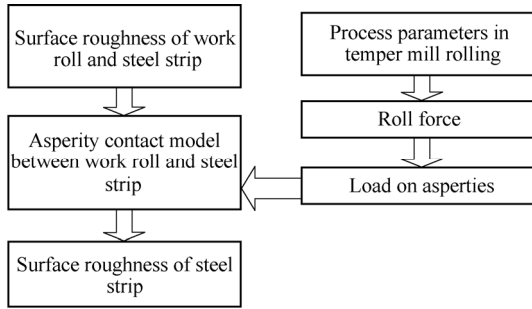 Surface roughness of work
roll and steel strip
Asperity contact model
between work roll and steel
strip
Surface roughness of steel
strip
Process parameters in
temper mill rolling
Roll force
Load on asperties